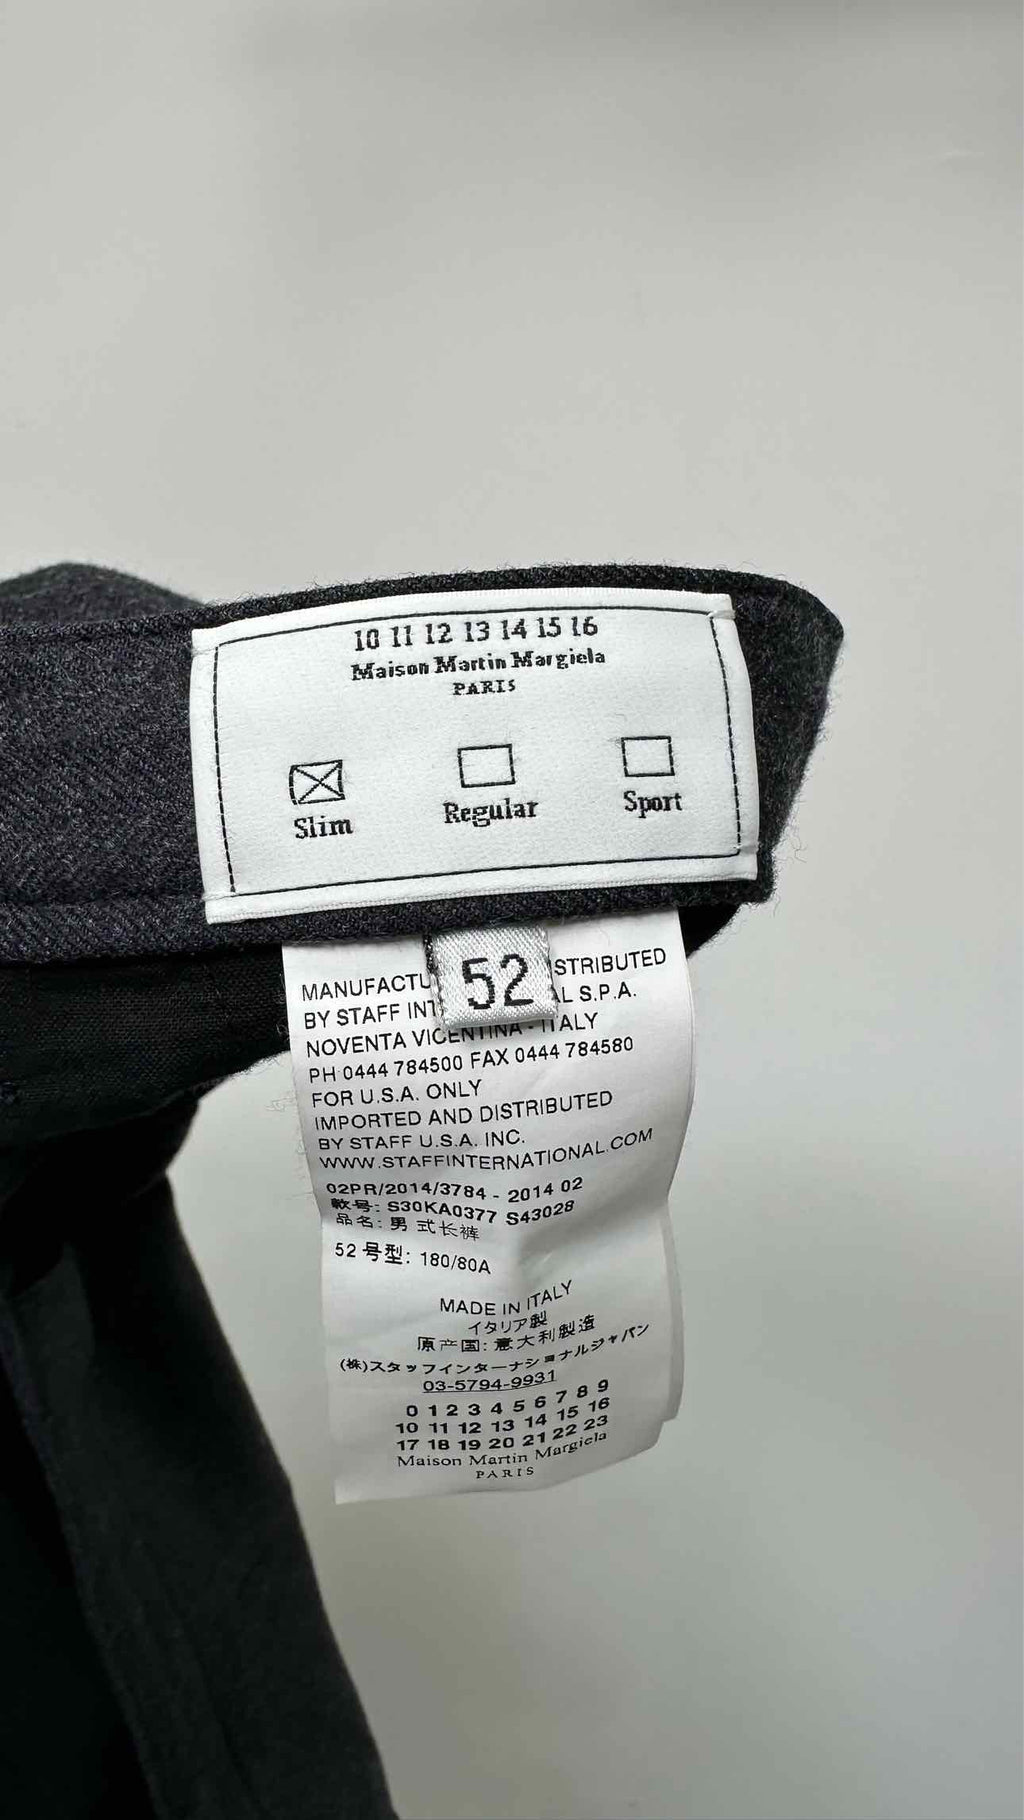 10 11 12 13 14 15 16
Maison Martin Margiela
PARIS
Slim
Regular
Sport
52
MANUFACTU STRIBUTED
BY STAFF INT AL S.P.A.
NOVENTA VICENTINA - ITALY
PH 0444 784500 FAX 0444 784580
FOR U.S.A. ONLY
IMPORTED AND DISTRIBUTED
BY STAFF U.S.A. INC.
WWW.STAFFINTERNATIONAL.COM
02PR/2014/3784 - 2014 02
款号: S30KA0377 S43028
品名: 男 式长裤
52 号型: 180/80A
MADE IN ITALY
イタリア製
原产国: 意大利製造
(株)スタッフインターナショナルジャパン
03-5794-9931
0 1 2 3 4 5 6 7 8 9
10 11 12 13 14 15 16
17 18 19 20 21 22 23
Maison Martin Margiela
PARIS